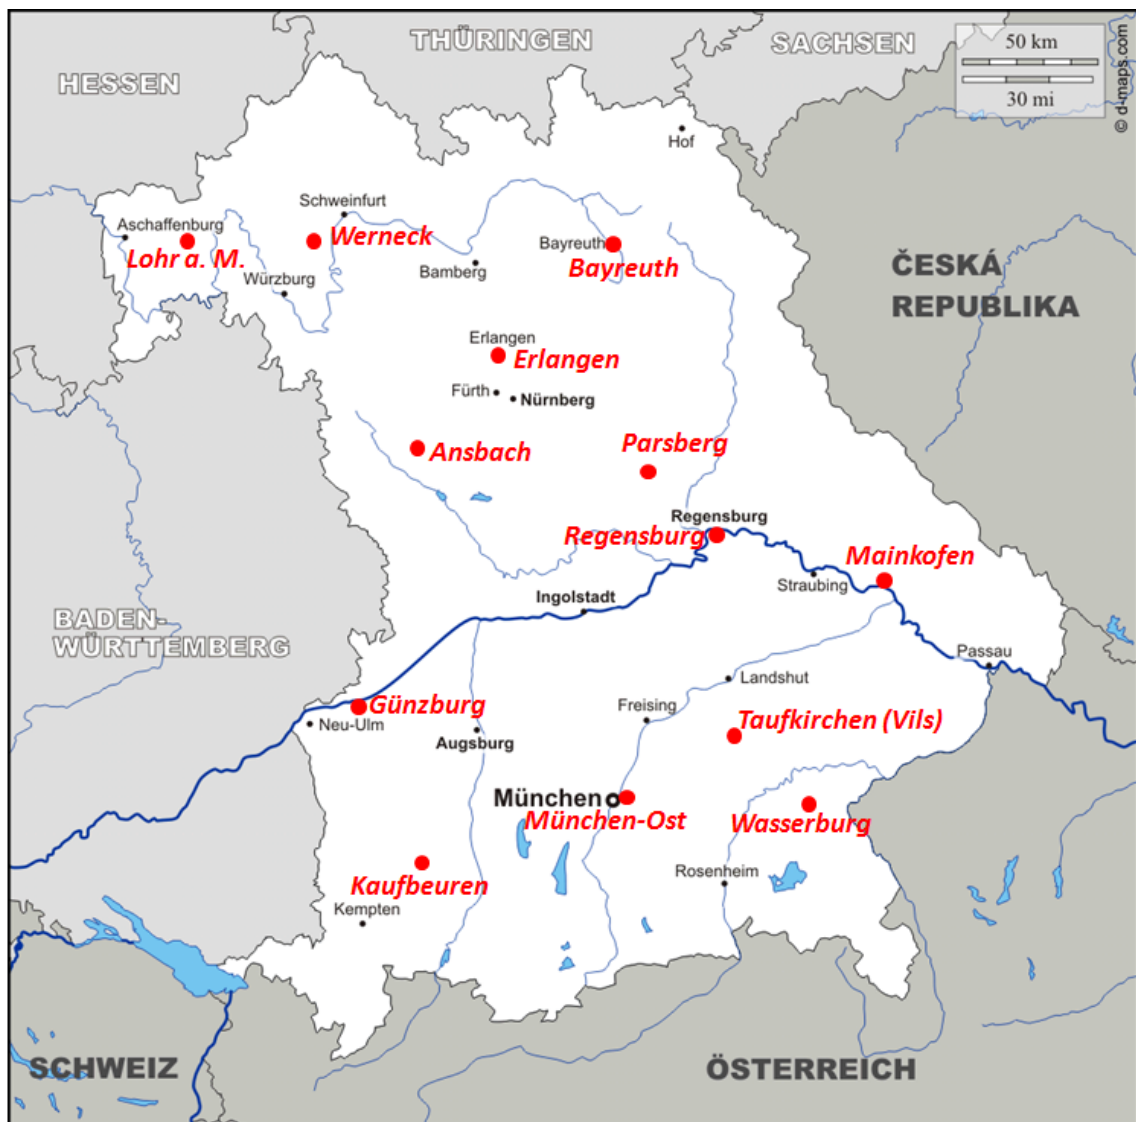 THÜRINGEN
SACHSEN
50 km
30 mi
© d-maps.com
HESSEN
Hof
Schweinfurt
Aschaffenburg
Werneck
Lohr a. M.
Bayreuth
Bayreuth
Würzburg
Bamberg
ČESKÁ
REPUBLIKA
Erlangen
Erlangen
Fürth
Nürnberg
Ansbach
Parsberg
Regensburg
Regensburg
Mainkofen
Straubing
Ingolstadt
BADEN-
WÜRTTEMBERG
Passau
Landshut
Günzburg
Neu-Ulm
Freising
Taufkirchen (Vils)
Augsburg
München
München-Ost
Wasserburg
Rosenheim
Kaufbeuren
Kempten
SCHWEIZ
ÖSTERREICH